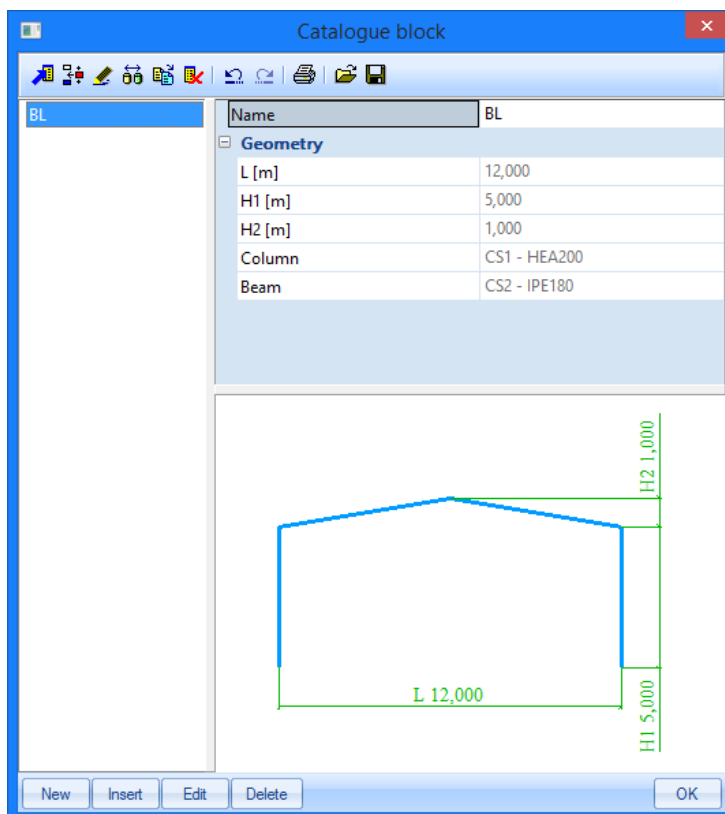 Catalogue block
BL
Name BL
Geometry
L [m] 12,000
H1 [m] 5,000
H2 [m] 1,000
Column CS1 - HEA200
Beam CS2 - IPE180
H2 1,000
L 12,000
H1 5,000
New Insert Edit Delete OK